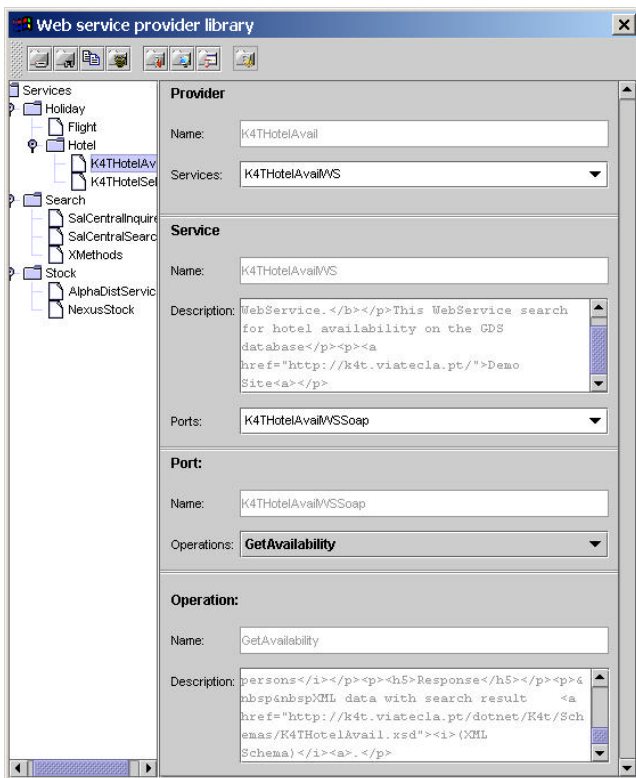 Web service provider library
Services
Holiday
Flight
Hotel
K4THotelAv
K4THotelSel
Search
SalCentralInquire
SalCentralSearc
XMethods
Stock
AlphaDistServic
NexusStock
Provider
Name: K4THotelAvail
Services: K4THotelAvailWS
Service
Name: K4THotelAvailWS
Description: WebService.</b></p>This WebService search
for hotel availability on the GDS
database</p><p><a
href="http://k4t.viatecla.pt/">Demo
Site<a></p>
Ports: K4THotelAvailWSSoap
Port:
Name: K4THotelAvailWSSoap
Operations: GetAvailability
Operation:
Name: GetAvailability
Description: persons</i></p><p><h5>Response</h5></p><p>&
nbsp&nbspXML data with search result <a
href="http://k4t.viatecla.pt/dotnet/K4t/Sch
emas/K4THotelAvail.xsd"><i>(XML
Schema)</i><a>.</p>